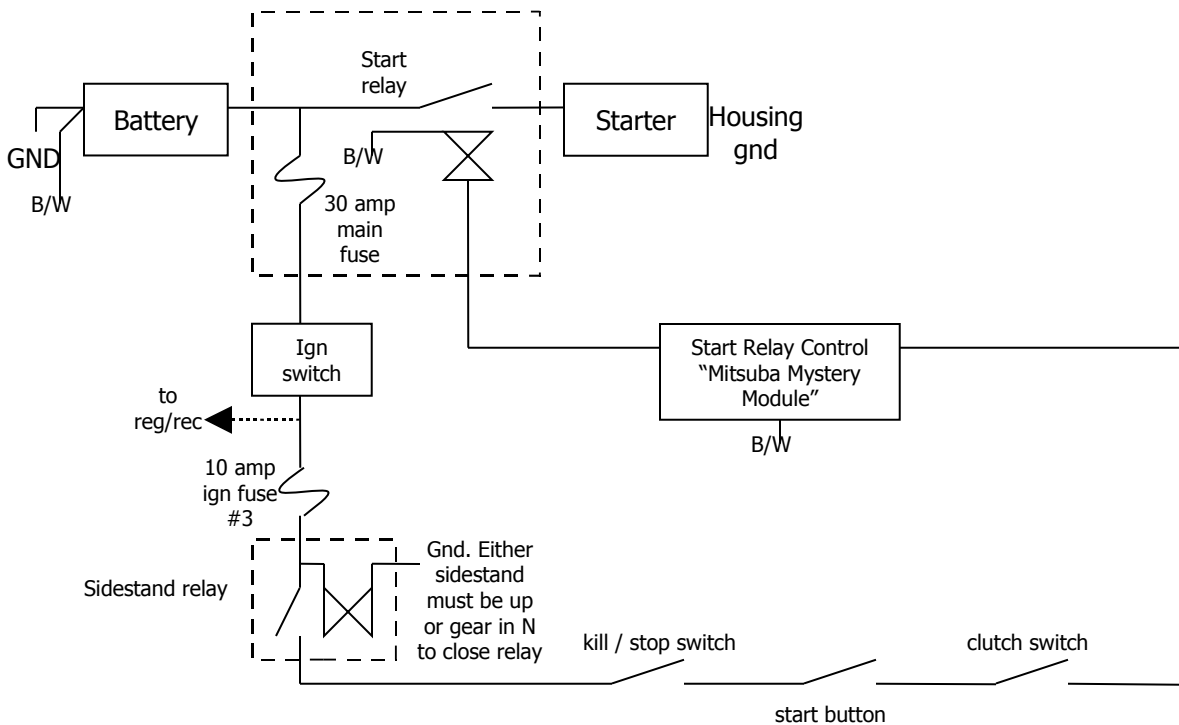 Start
relay
Battery
Starter
Housing
gnd
GND
B/W
B/W
30 amp
main
fuse
Ign
switch
Start Relay Control
“Mitsuba Mystery
Module”
to
reg/rec
B/W
10 amp
ign fuse
#3
Sidestand relay
Gnd. Either
sidestand
must be up
or gear in N
to close relay
kill / stop switch
clutch switch
start button